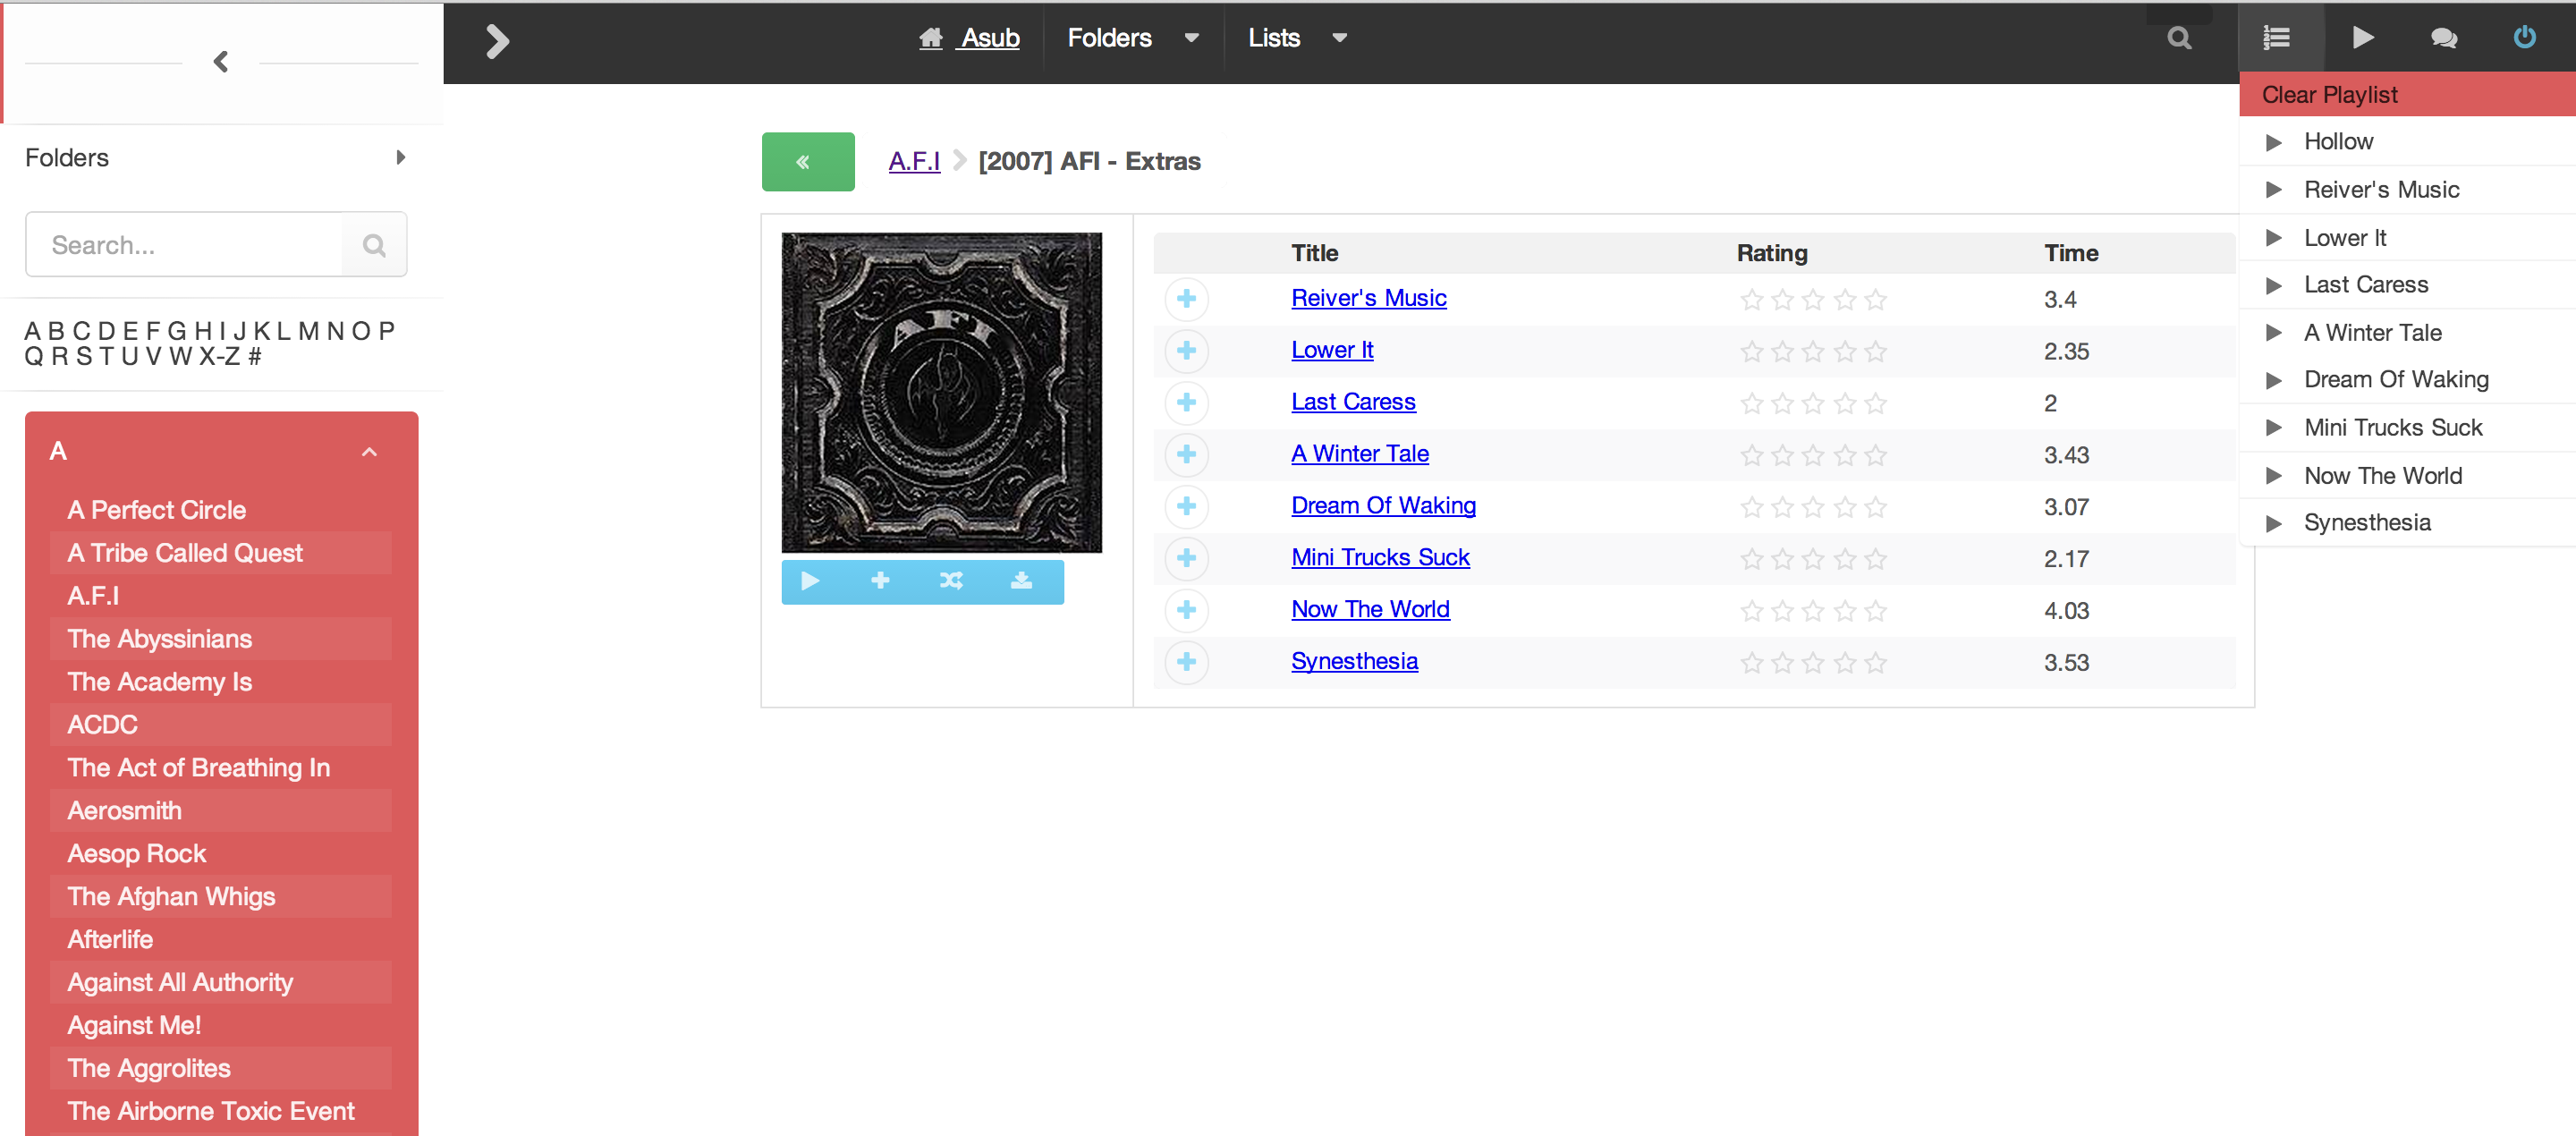 Asub
Folders
Lists
Folders
Search...
A B C D E F G H I J K L M N O P
Q R S T U V W X-Z #
A
A Perfect Circle
A Tribe Called Quest
A.F.I
The Abyssinians
The Academy Is
ACDC
The Act of Breathing In
Aerosmith
Aesop Rock
The Afghan Whigs
Afterlife
Against All Authority
Against Me!
The Aggrolites
The Airborne Toxic Event
A.F.I [2007] AFI - Extras
AFI
Title Rating Time
Reiver's Music 3.4
Lower It 2.35
Last Caress 2
A Winter Tale 3.43
Dream Of Waking 3.07
Mini Trucks Suck 2.17
Now The World 4.03
Synesthesia 3.53
Clear Playlist
Hollow
Reiver's Music
Lower It
Last Caress
A Winter Tale
Dream Of Waking
Mini Trucks Suck
Now The World
Synesthesia